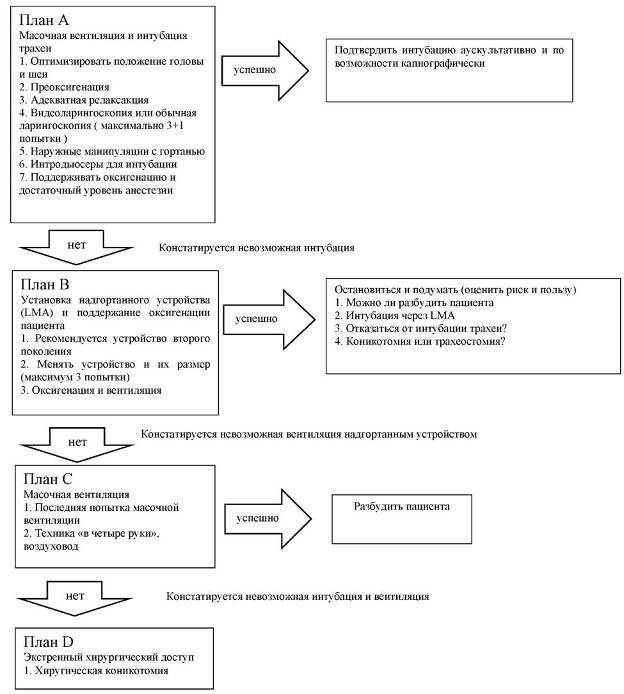 План A
Масочная вентиляция и интубация
трахеи
1. Оптимизировать положение головы
и шеи
2. Преоксигенация
3. Адекватная релаксакция
4. Видеоларингоскопия или обычная
ларингоскопия ( максимально 3+1
попытки )
5. Наружные манипуляции с гортанью
6. Интродьюсеры для интубации
7. Поддерживать оксигенацию и
достаточный уровень анестезии
успешно
Подтвердить интубацию аускультативно и по
возможности капнографически
нет
Констатируется невозможная интубация
План B
Установка надгортанного устройства
(LMA) и поддержание оксигенации
пациента
1. Рекомендуется устройство второго
поколения
2. Менять устройство и их размер
(максимум 3 попытки)
3. Оксигенация и вентиляция
успешно
Остановиться и подумать (оценить риск и пользу)
1. Можно ли разбудить пациента
2. Интубация через LMA
3. Отказаться от интубации трахеи?
4. Коникотомия или трахеостомия?
нет
Констатируется невозможная вентиляция надгортанным устройством
План C
Масочная вентиляция
1. Последняя попытка масочной
вентиляции
2. Техника «в четыре руки»,
воздуховод
успешно
Разбудить пациента
нет
Констатируется невозможная интубация и вентиляция
План D
Экстренный хирургический доступ
1. Хиругическая коникотомия